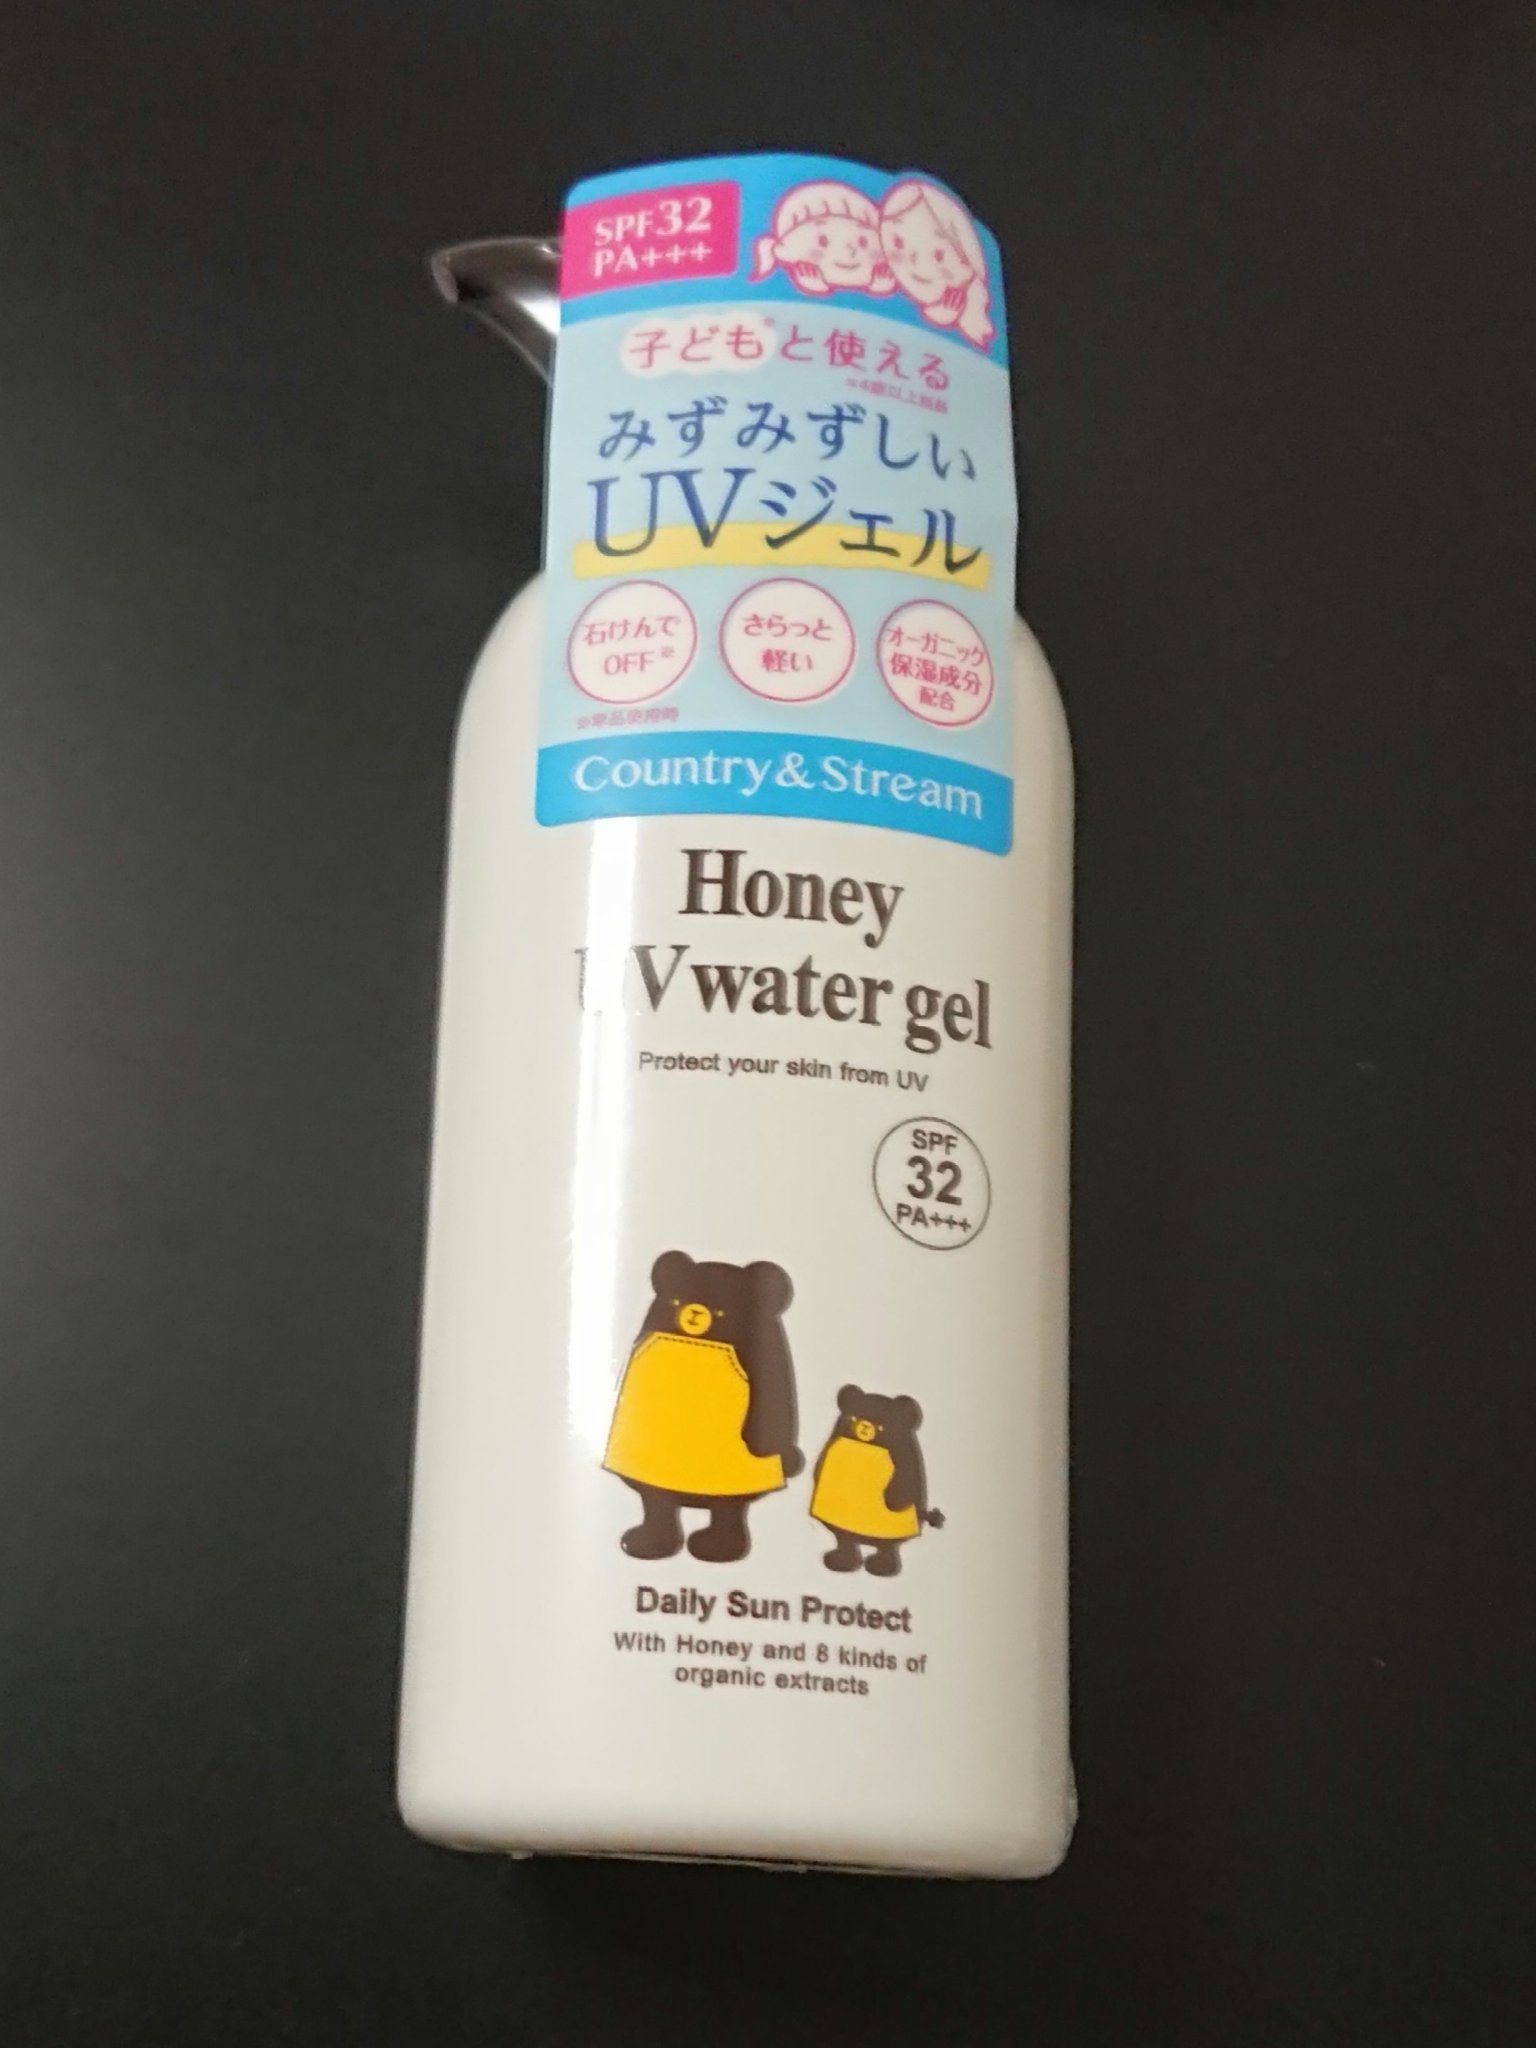 SPF32
PA+++
子ども※と使える
※4歳以上推奨
みずみずしい
UVジェル
石けんで
OFF※
さらっと
軽い
オーガニック
保湿成分
配合
※単品使用時
Country&Stream
Honey
UV water gel
Protect your skin from UV
SPF
32
PA+++
Daily Sun Protect
With Honey and 8 kinds of
organic extracts